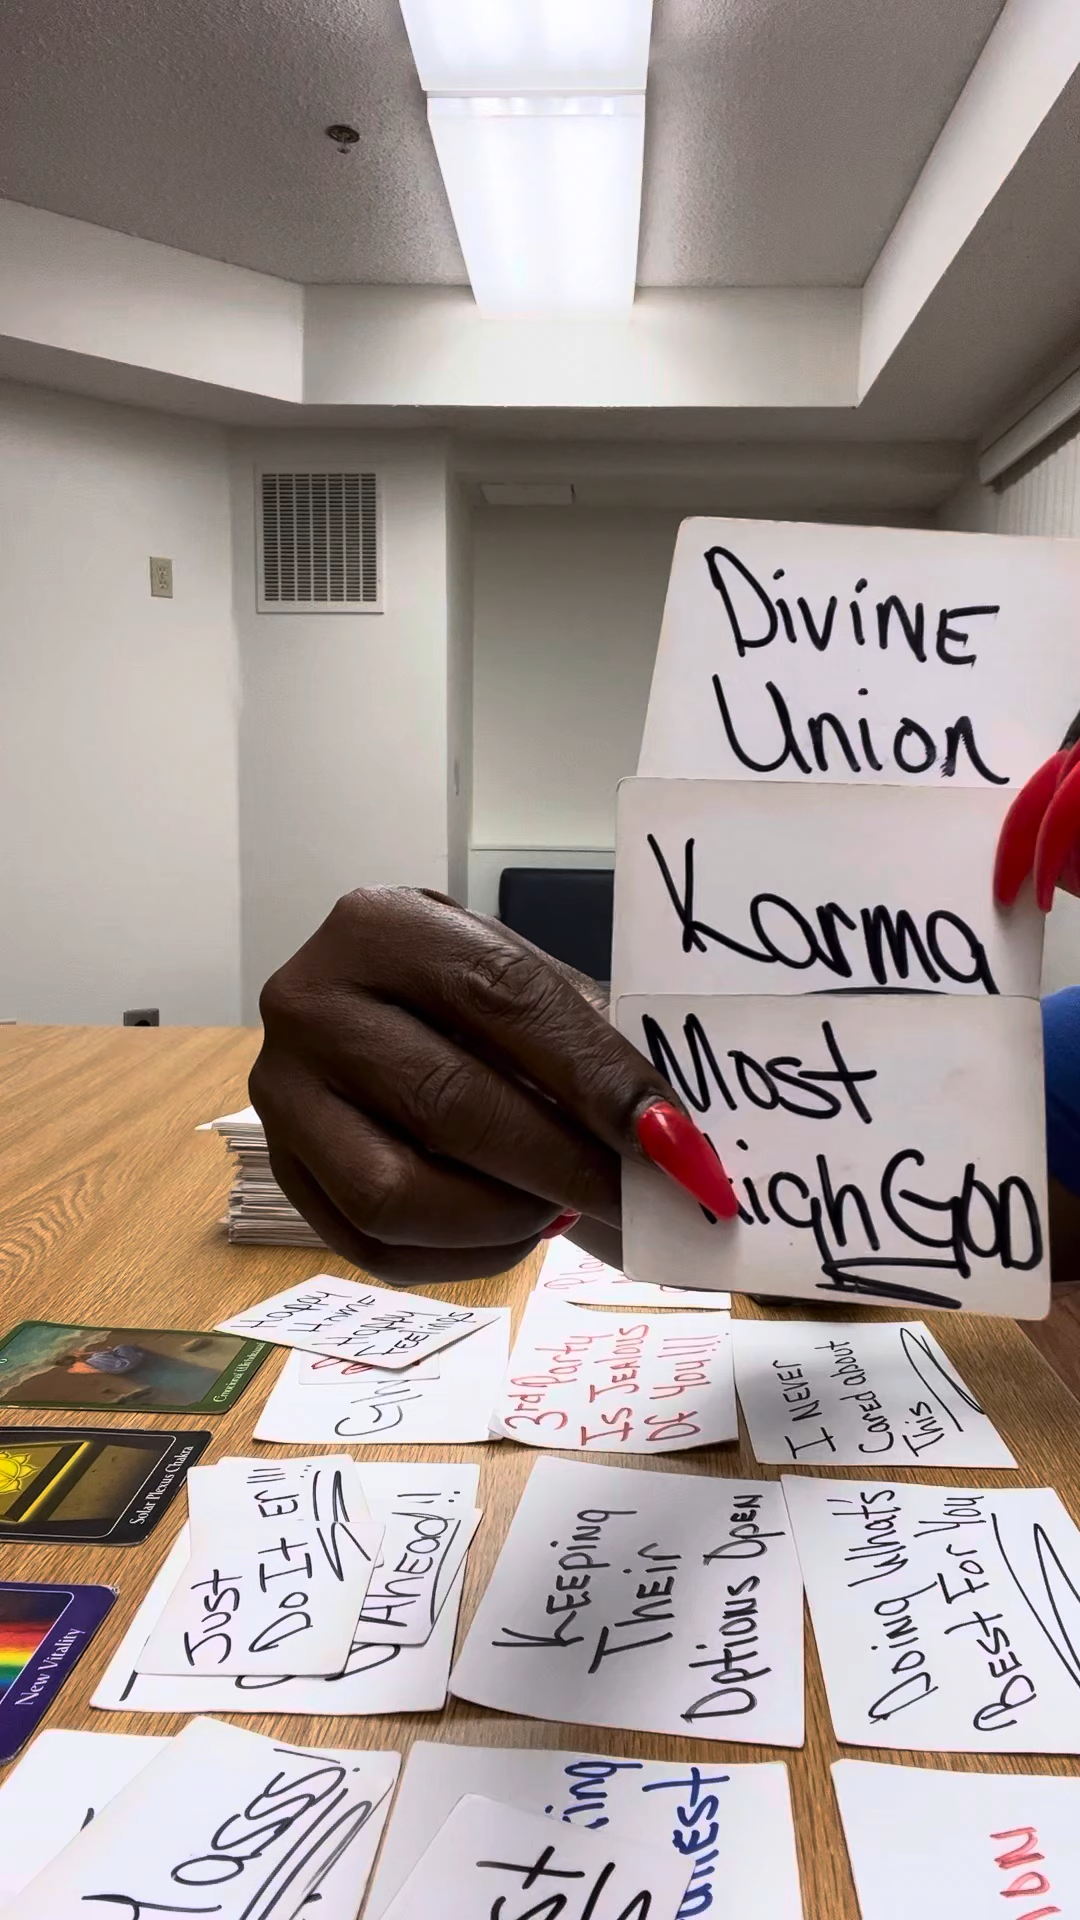 Divine
Union
Karma
Most
High God
Happy
Home
Happy
Feelings
3rd Party
Is Jealous
Of You!!!!
I Never
Cared about
This
Solar Plexus Chakra
Just
Do It Er!!!
Ahead!!
Keeping
Their
Options Open
Doing What's
Best For You
New Vitality
Yass!